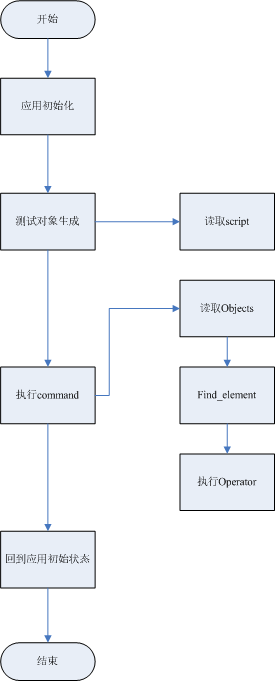 开始
应用初始化
测试对象生成
读取script
读取Objects
执行command
Find_element
执行Operator
回到应用初始状态
结束